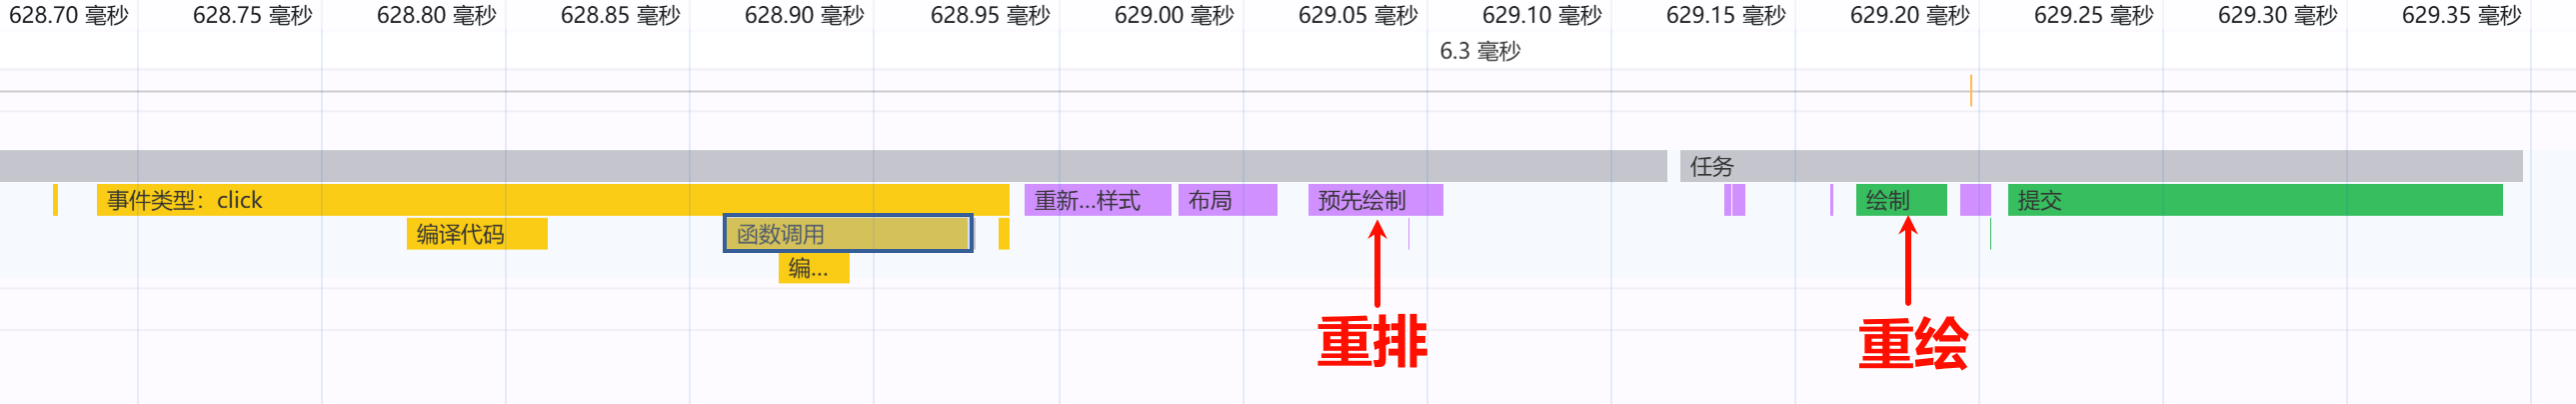 628.70 毫秒 628.75 毫秒 628.80 毫秒 628.85 毫秒 628.90 毫秒 628.95 毫秒 629.00 毫秒 629.05 毫秒 629.10 毫秒 629.15 毫秒 629.20 毫秒 629.25 毫秒 629.30 毫秒 629.35 毫秒
6.3 毫秒
任务
事件类型：click 重新...样式 布局 预先绘制 绘制 提交
编译代码 函数调用
编...
重排 重绘